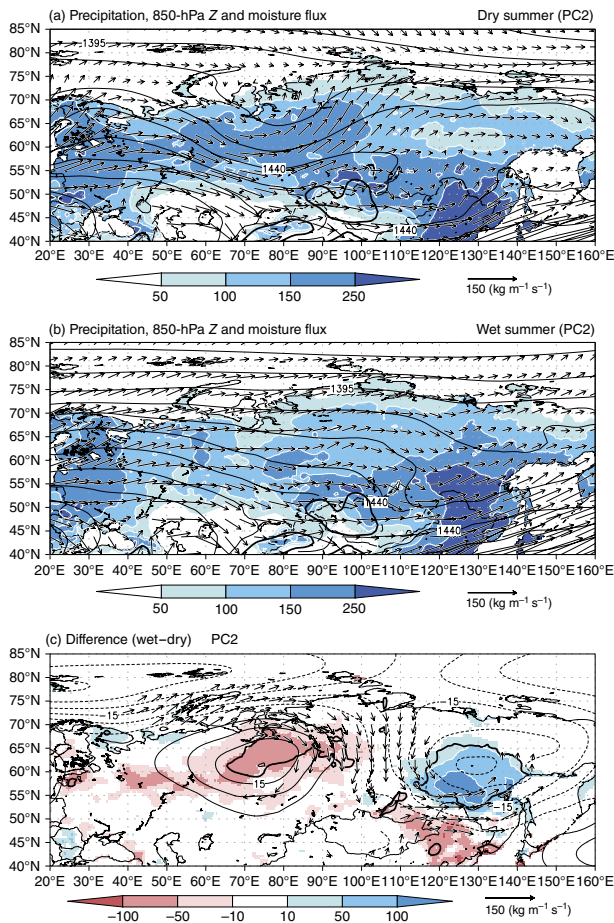 (a) Precipitation, 850-hPa Z and moisture flux Dry summer (PC2)
85°N
80°N
75°N
70°N
65°N
60°N
55°N
50°N
45°N
40°N
1395
1440
1440
20°E 30°E 40°E 50°E 60°E 70°E 80°E 90°E 100°E 110°E 120°E 130°E 140°E 150°E 160°E
50 100 150 250
150 (kg m⁻¹ s⁻¹)
(b) Precipitation, 850-hPa Z and moisture flux Wet summer (PC2)
85°N
80°N
75°N
70°N
65°N
60°N
55°N
50°N
45°N
40°N
1395
1440
1440
20°E 30°E 40°E 50°E 60°E 70°E 80°E 90°E 100°E 110°E 120°E 130°E 140°E 150°E 160°E
50 100 150 250
150 (kg m⁻¹ s⁻¹)
(c) Difference (wet−dry) PC2
85°N
80°N
75°N
70°N
65°N
60°N
55°N
50°N
45°N
40°N
-15
15
15
-15
20°E 30°E 40°E 50°E 60°E 70°E 80°E 90°E 100°E 110°E 120°E 130°E 140°E 150°E 160°E
−100 −50 −10 10 50 100
150 (kg m⁻¹ s⁻¹)